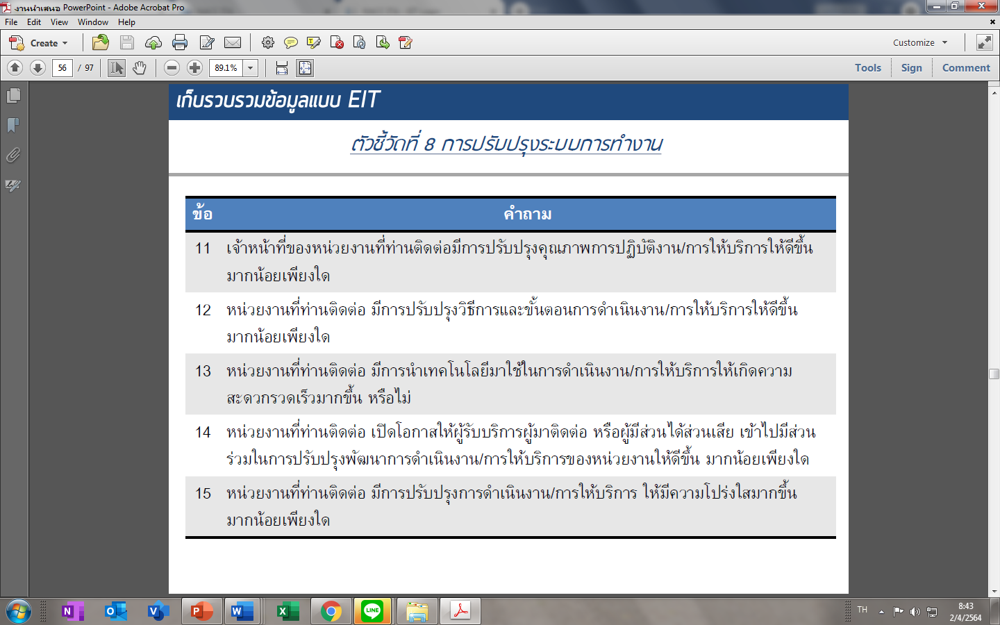 งานนำเสนอ PowerPoint - Adobe Acrobat Pro
File Edit View Window Help
Create Customize
56 / 97 89.1% Tools Sign Comment
เก็บรวบรวมข้อมูลแบบ EIT
ตัวชี้วัดที่ 8 การปรับปรุงระบบการทำงาน
ข้อ คำถาม
11 เจ้าหน้าที่ของหน่วยงานที่ท่านติดต่อมีการปรับปรุงคุณภาพการปฏิบัติงาน/การให้บริการให้ดีขึ้น
มากน้อยเพียงใด
12 หน่วยงานที่ท่านติดต่อ มีการปรับปรุงวิธีการและขั้นตอนการดำเนินงาน/การให้บริการให้ดีขึ้น
มากน้อยเพียงใด
13 หน่วยงานที่ท่านติดต่อ มีการนำเทคโนโลยีมาใช้ในการดำเนินงาน/การให้บริการให้เกิดความ
สะดวกรวดเร็วมากขึ้น หรือไม่
14 หน่วยงานที่ท่านติดต่อ เปิดโอกาสให้ผู้รับบริการผู้มาติดต่อ หรือผู้มีส่วนได้ส่วนเสีย เข้าไปมีส่วน
ร่วมในการปรับปรุงพัฒนาการดำเนินงาน/การให้บริการของหน่วยงานให้ดีขึ้น มากน้อยเพียงใด
15 หน่วยงานที่ท่านติดต่อ มีการปรับปรุงการดำเนินงาน/การให้บริการ ให้มีความโปร่งใสมากขึ้น
มากน้อยเพียงใด
TH 8:43
2/4/2564